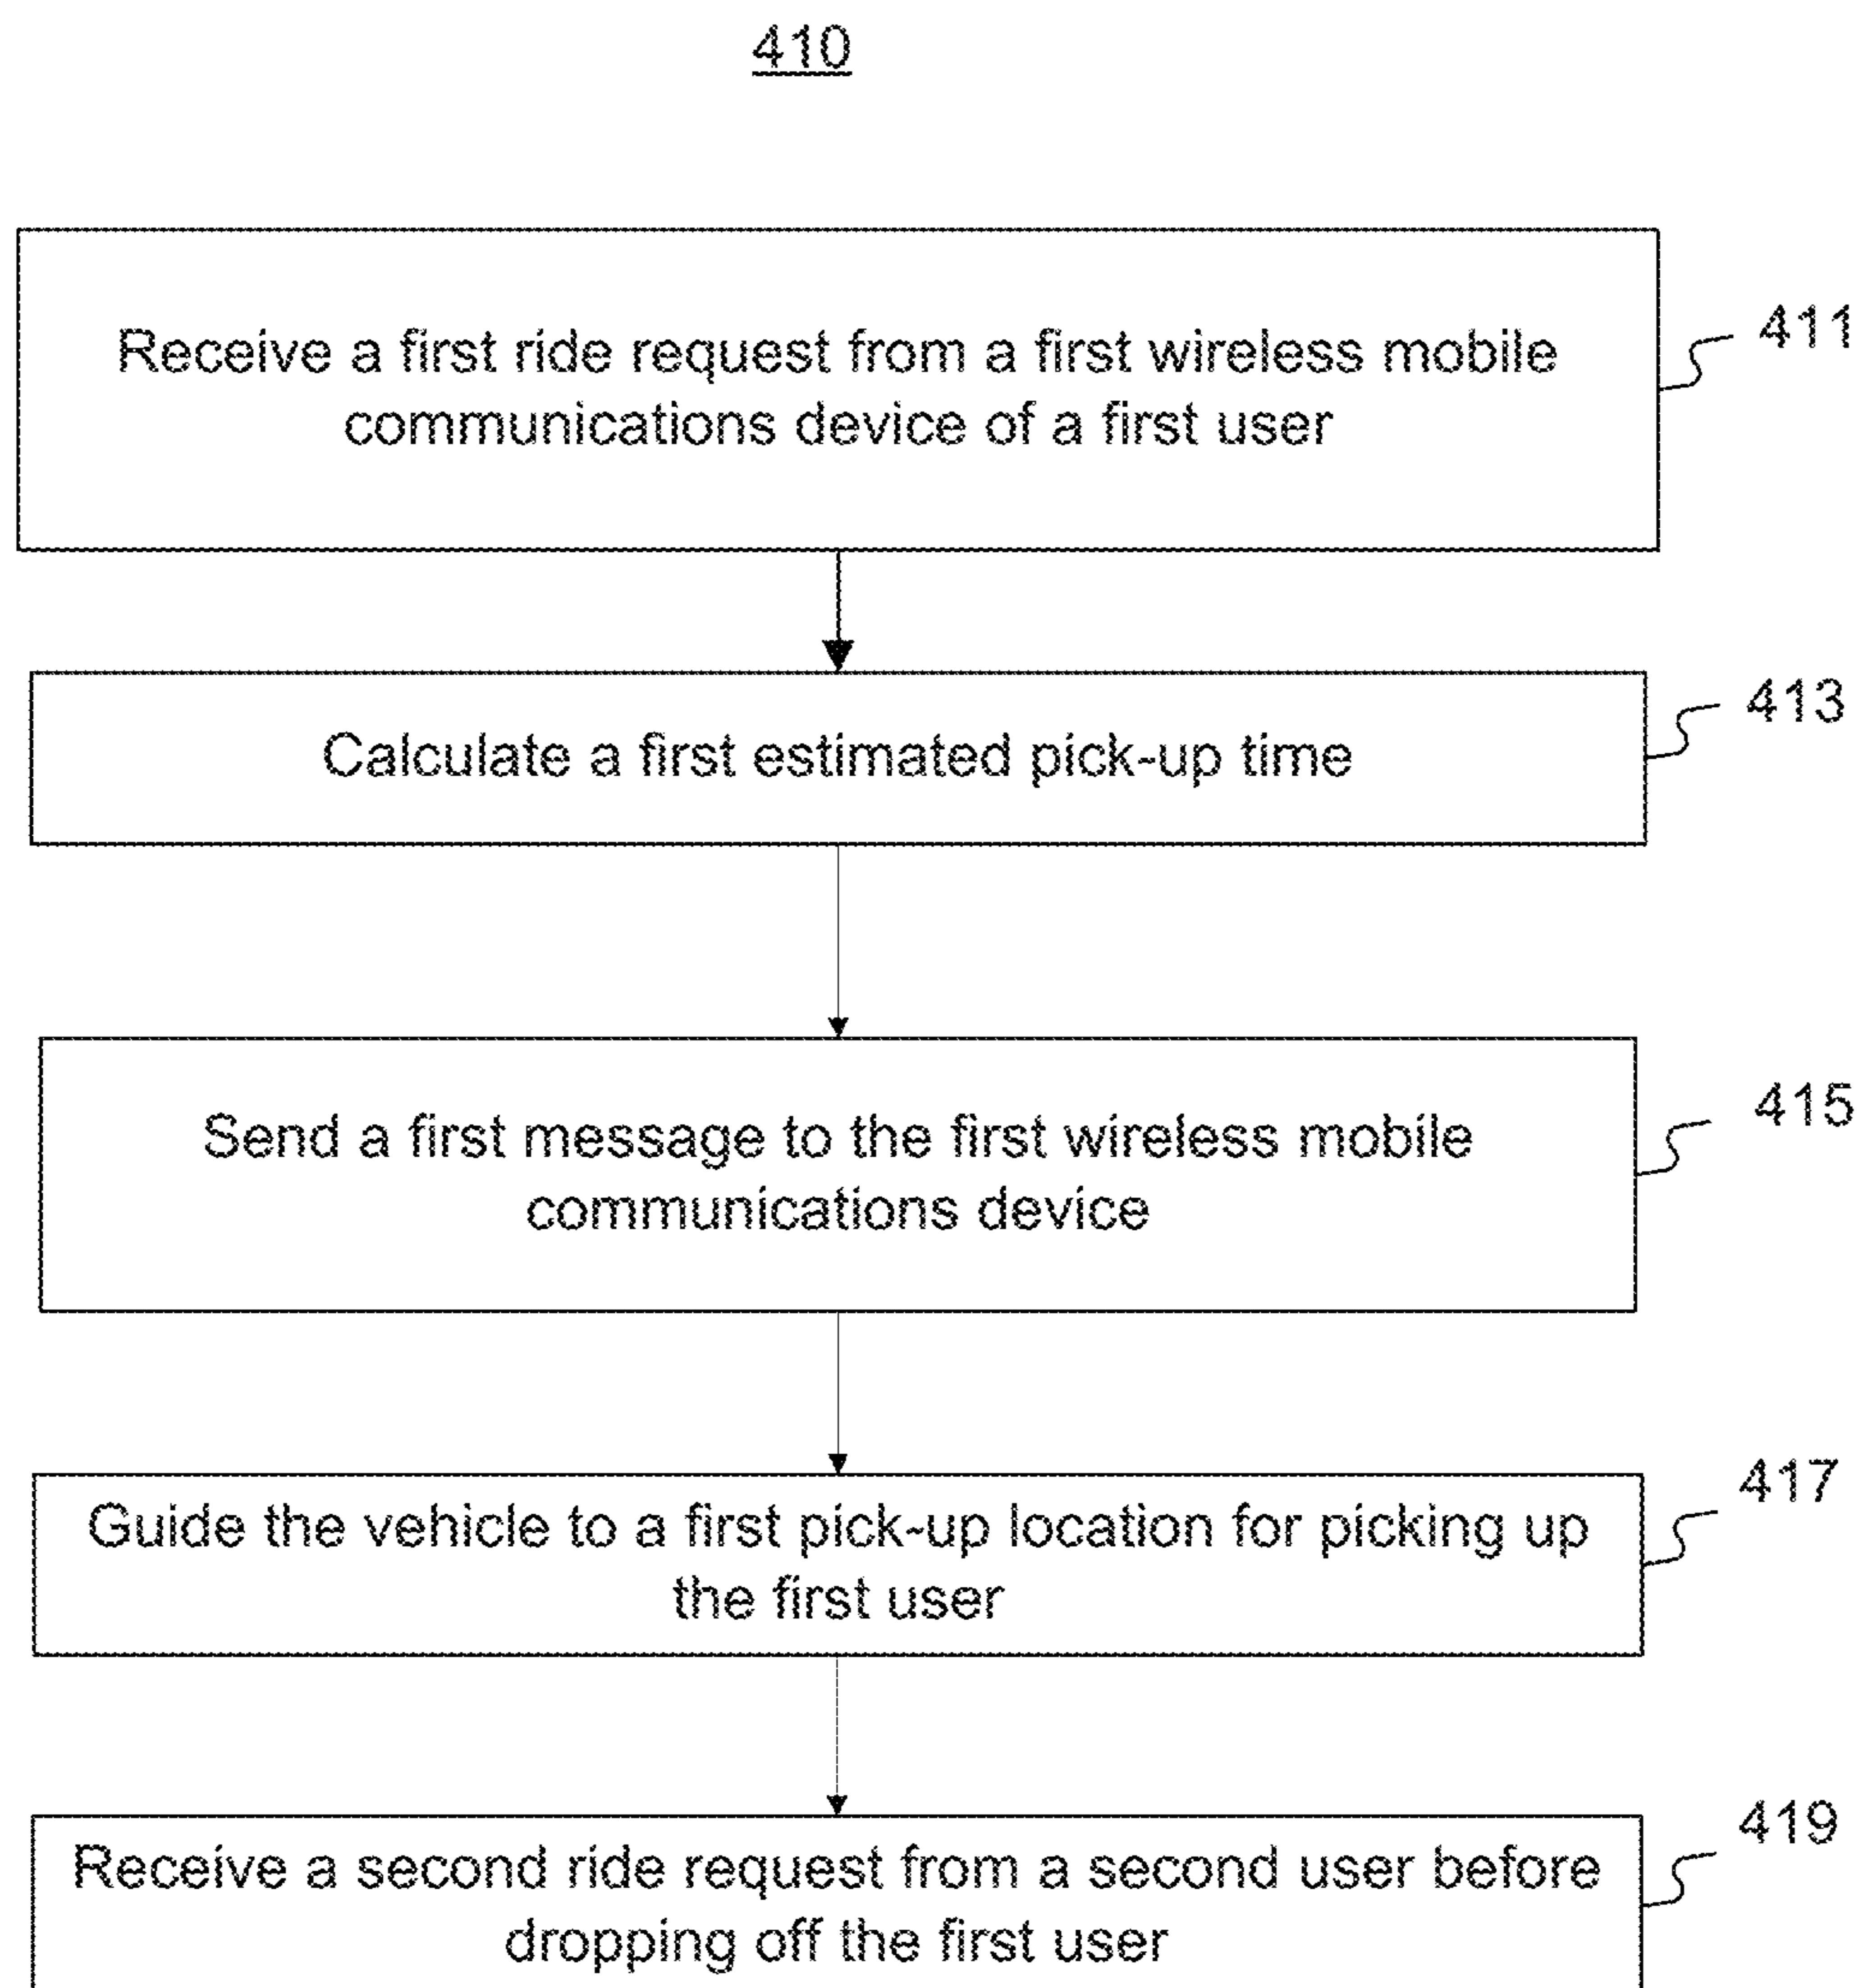 410
Receive a first ride request from a first wireless mobile
communications device of a first user
411
Calculate a first estimated pick-up time
413
Send a first message to the first wireless mobile
communications device
415
Guide the vehicle to a first pick-up location for picking up
the first user
417
Receive a second ride request from a second user before
dropping off the first user
419